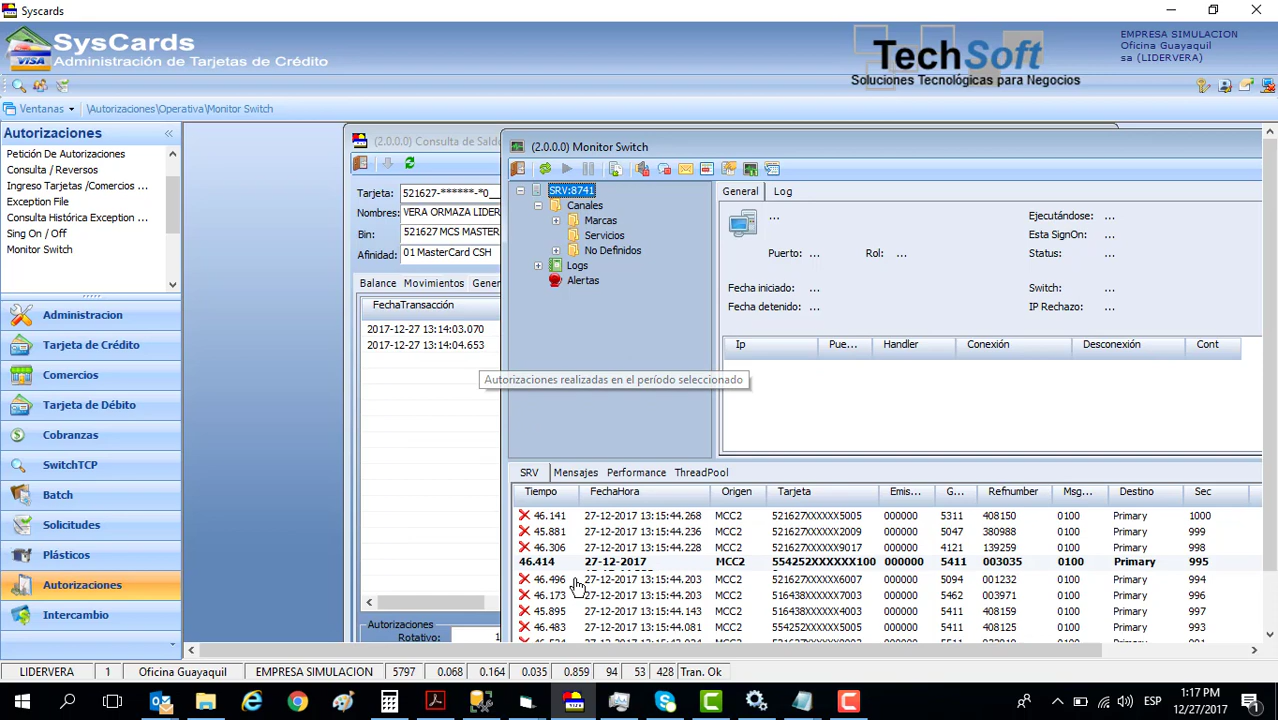 Syscards
SysCards
Administración de Tarjetas de Crédito
VISA
TechSoft
Soluciones Tecnológicas para Negocios
EMPRESA SIMULACION
Oficina Guayaquil
sa (LIDERVERA)
Ventanas
\Autorizaciones\Operativa\Monitor Switch
Autorizaciones
Petición De Autorizaciones
Consulta / Reversos
Ingreso Tarjetas /Comercios ...
Exception File
Consulta Histórica Exception ...
Sing On / Off
Monitor Switch
Administracion
Tarjeta de Crédito
Comercios
Tarjeta de Débito
Cobranzas
SwitchTCP
Batch
Solicitudes
Plásticos
Autorizaciones
Intercambio
(2.0.0.0) Consulta de Sald
Tarjeta: 521627-******-*0__
Nombres: VERA ORMAZA LIDER
Bin: 521627 MCS MASTER
Afinidad: 01 MasterCard CSH
Balance Movimientos Gener
FechaTransacción
2017-12-27 13:14:03.070
2017-12-27 13:14:04.653
Autorizaciones
Rotativo: 1
Autorizaciones realizadas en el período seleccionado
(2.0.0.0) Monitor Switch
SRV:8741
Canales
Marcas
Servicios
No Definidos
Logs
Alertas
General Log
... Ejecutándose: ...
Esta SignOn: ...
Puerto: ... Rol: ... Status: ...
Fecha iniciado: ... Switch: ...
Fecha detenido: ... IP Rechazo: ...
Ip Pue... Handler Conexión Desconexión Cont
SRV Mensajes Performance ThreadPool
Tiempo FechaHora Origen Tarjeta Emis... G... Refnumber Msg... Destino Sec
46.141 27-12-2017 13:15:44.268 MCC2 521627XXXXXX5005 000000 5311 408150 0100 Primary 1000
45.881 27-12-2017 13:15:44.236 MCC2 521627XXXXXX5005 000000 5047 380988 0100 Primary 999
46.306 27-12-2017 13:15:44.228 MCC2 521627XXXXXX9017 000000 4121 139259 0100 Primary 998
46.414 27-12-2017 MCC2 554252XXXXXX100 000000 5411 003035 0100 Primary 995
46.496 27-12-2017 13:15:44.203 MCC2 521627XXXXXX6007 000000 5094 001232 0100 Primary 994
46.173 27-12-2017 13:15:44.203 MCC2 516438XXXXXX7003 000000 5462 003971 0100 Primary 996
45.895 27-12-2017 13:15:44.143 MCC2 516438XXXXXX4003 000000 5411 408125 0100 Primary 997
46.483 27-12-2017 13:15:44.081 MCC2 554252XXXXXX5005 000000 5411 408125 0100 Primary 993
LIDERVERA 1 Oficina Guayaquil EMPRESA SIMULACION 5797 0.068 0.164 0.035 0.859 94 53 428 Tran. Ok
ESP
1:17 PM
12/27/2017